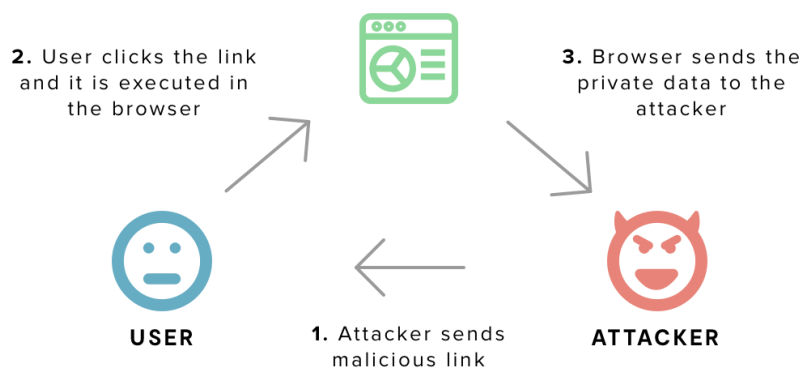 2. User clicks the link
and it is executed in
the browser
3. Browser sends the
private data to the
attacker
USER
1. Attacker sends
malicious link
ATTACKER